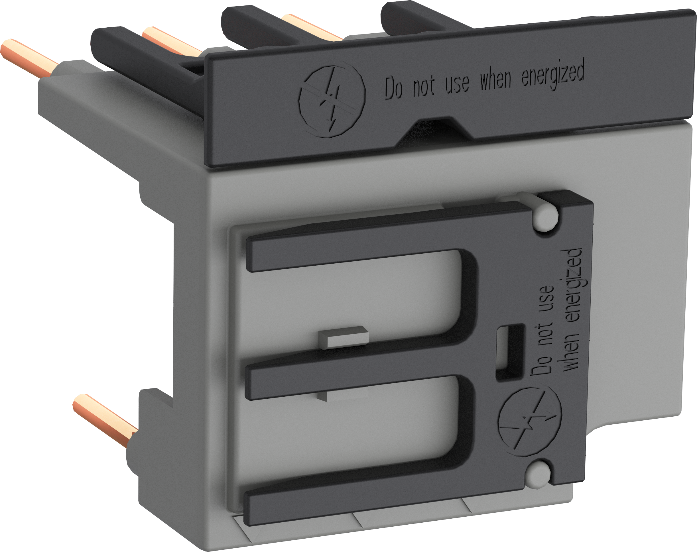 Do not use when energized
Do not use
when energized